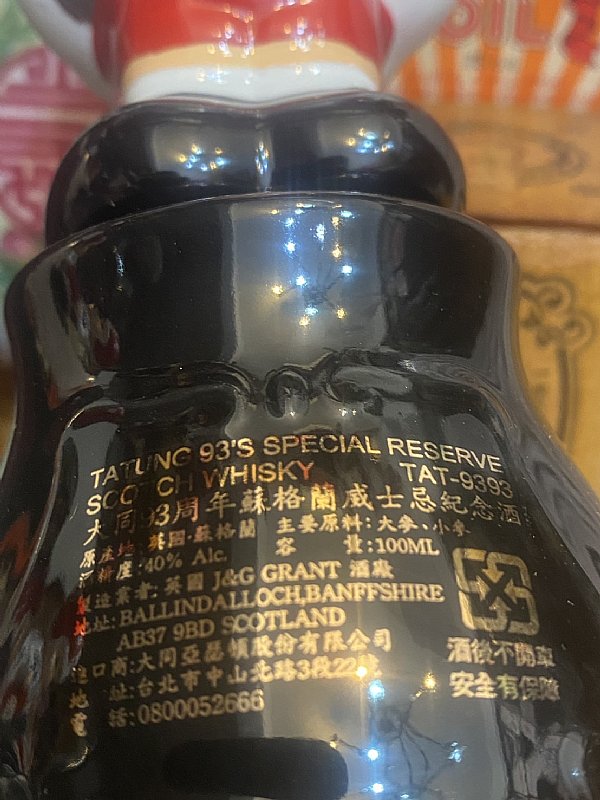 TATUNG 93'S SPECIAL RESERVE
SCOTCH WHISKY TAT-9393
大同93周年蘇格蘭威士忌紀念酒
原產地:英國·蘇格蘭 主要原料:大麥·小麥
酒精度:40% Alc. 容 量:100ML
製造業者:英國 J&G GRANT 酒廠
地址:BALLINDALLOCH,BANFFSHIRE
AB37 9BD SCOTLAND
進口商:大同亞瑟頓股份有限公司
地 址:台北市中山北路3段22號
電 話:0800052666
酒後不開車
安全有保障